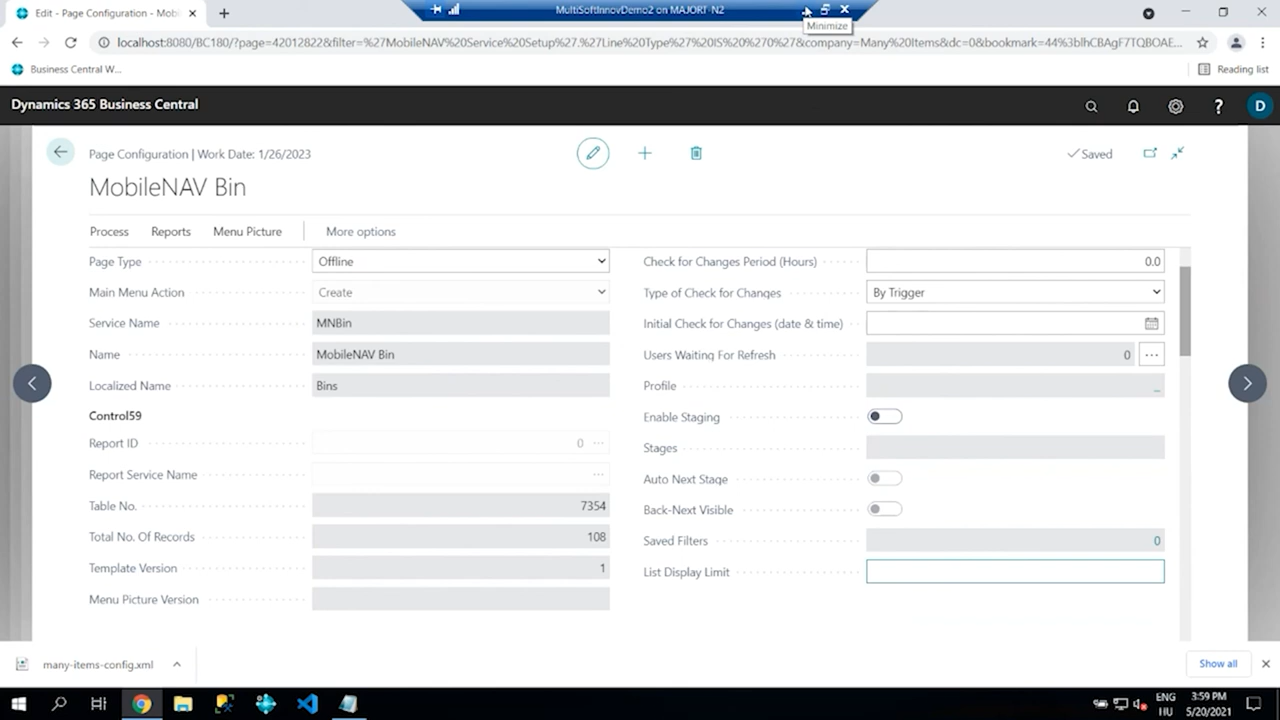 Edit - Page Configuration - Mobil
MultiSoftInnovDemo2 on MAJORT-N2
Minimize
localhost:8080/BC180/?page=42012822&filter=%27MobileNAV%20Service%20Setup%27.%27Line%20Type%27%20IS%20%270%27&company=Many%20Items&dc=0&bookmark=44%3blhCBAgF7TQBOAE...
Business Central W...
Reading list
Dynamics 365 Business Central
?
D
Page Configuration | Work Date: 1/26/2023
Saved
MobileNAV Bin
Process Reports Menu Picture More options
Page Type Offline
Main Menu Action Create
Service Name MNBin
Name MobileNAV Bin
Localized Name Bins
Control59
Report ID 0
Report Service Name
Table No. 7354
Total No. Of Records 108
Template Version 1
Menu Picture Version
Check for Changes Period (Hours) 0.0
Type of Check for Changes By Trigger
Initial Check for Changes (date & time)
Users Waiting For Refresh 0
Profile _
Enable Staging
Stages
Auto Next Stage
Back-Next Visible
Saved Filters 0
List Display Limit
many-items-config.xml
Show all
ENG
HU
3:59 PM
5/20/2021